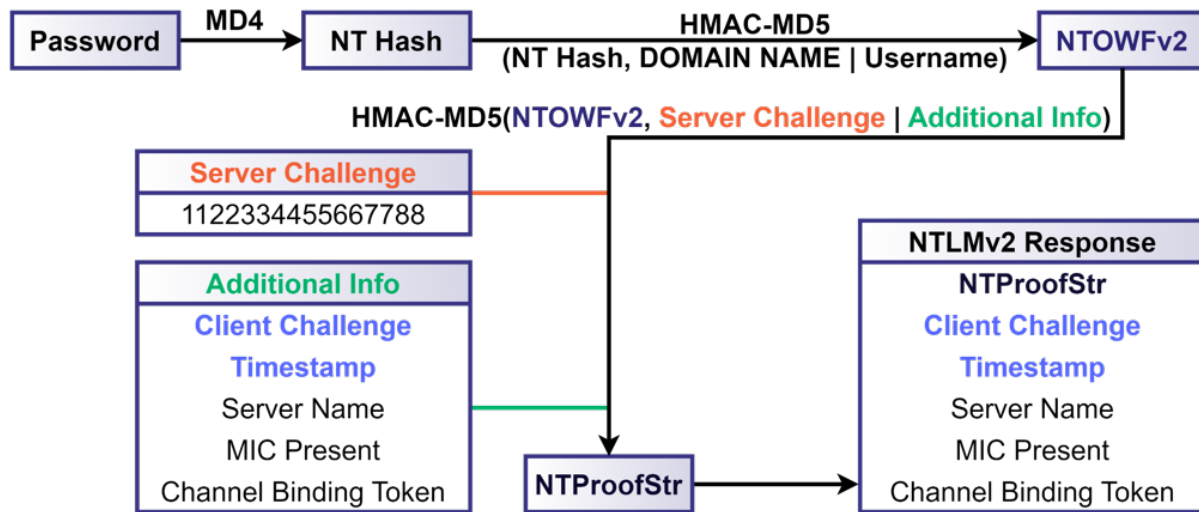 Password
MD4
NT Hash
HMAC-MD5
(NT Hash, DOMAIN NAME | Username)
NTOWFv2
HMAC-MD5(NTOWFv2, Server Challenge | Additional Info)
Server Challenge
1122334455667788
Additional Info
Client Challenge
Timestamp
Server Name
MIC Present
Channel Binding Token
NTProofStr
NTLMv2 Response
NTProofStr
Client Challenge
Timestamp
Server Name
MIC Present
Channel Binding Token